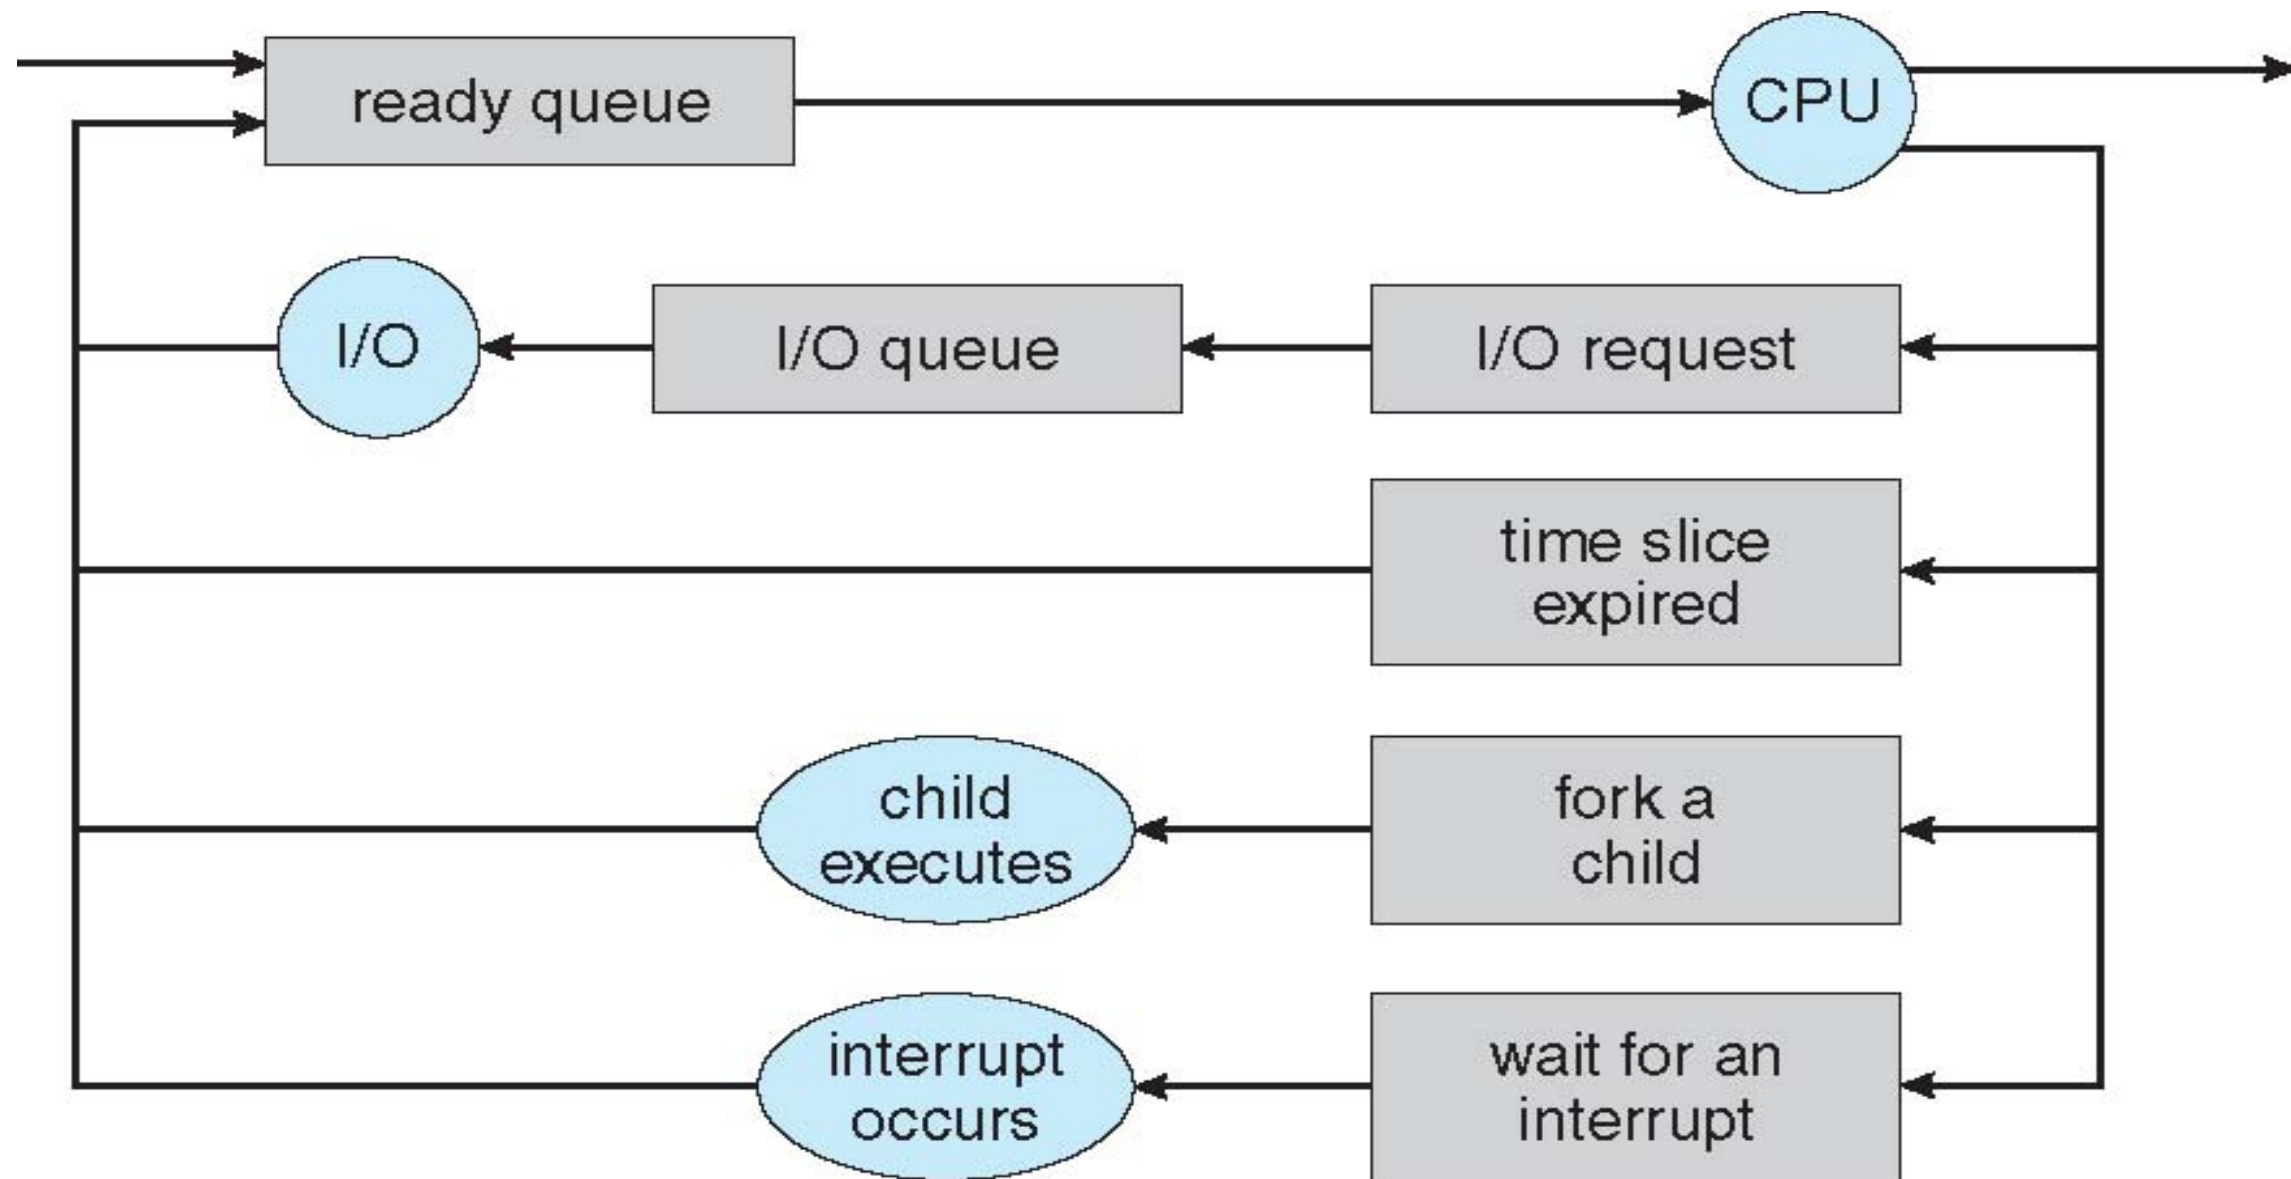 ready queue
CPU
I/O
I/O queue
I/O request
time slice
expired
child
executes
fork a
child
interrupt
occurs
wait for an
interrupt